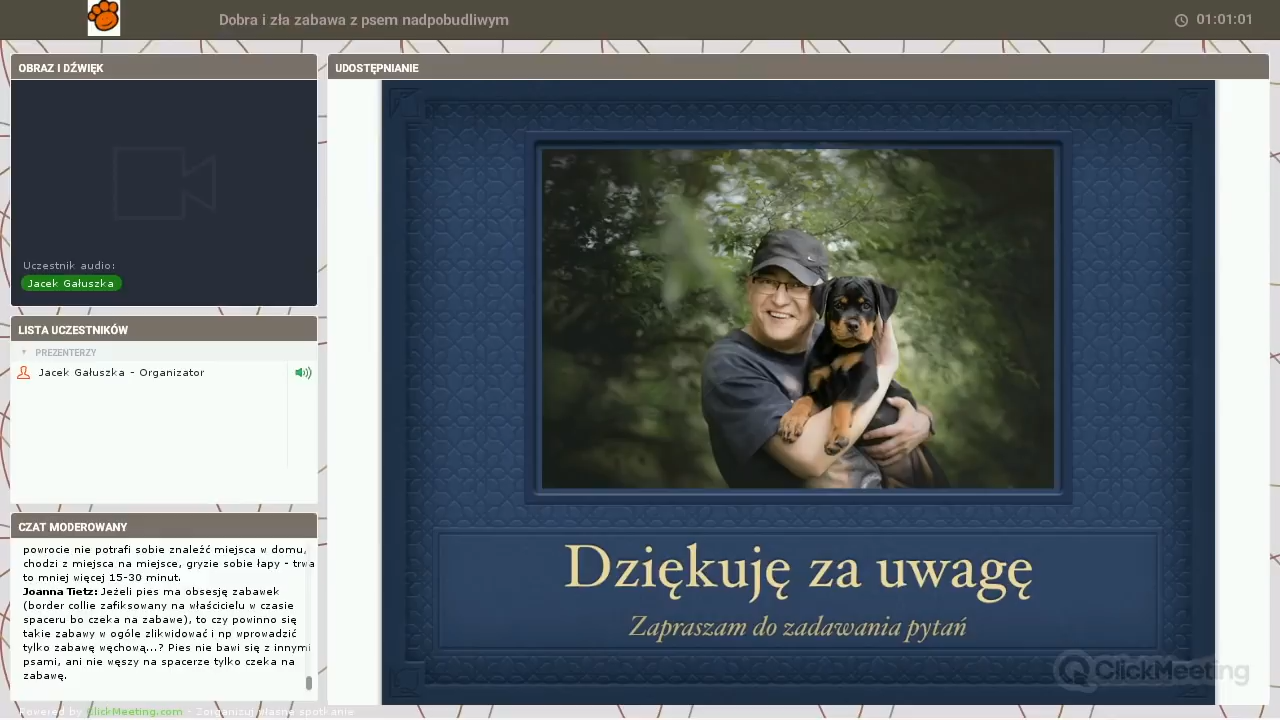 Dobra i zła zabawa z psem nadpobudliwym
01:01:01
OBRAZ I DŹWIĘK
Uczestnik audio:
Jacek Gałuszka
LISTA UCZESTNIKÓW
PREZENTERZY
Jacek Gałuszka - Organizator
CZAT MODEROWANY
powrocie nie potrafi sobie znaleźć miejsca w domu,
chodzi z miejsca na miejsce, gryzie sobie łapy - trwa
to mniej więcej 15-30 minut.
Joanna Tietz: Jeżeli pies ma obsesję zabawek
(border collie zafiksowany na właścicielu w czasie
spaceru bo czeka na zabawe), to czy powinno się
takie zabawy w ogóle zlikwidować i np wprowadzić
tylko zabawę węchową...? Pies nie bawi się z innymi
psami, ani nie węszy na spacerze tylko czeka na
zabawę.
Powered by ClickMeeting.com - Zorganizuj własne spotkanie
UDOSTĘPNIANIE
Dziękuję za uwagę
Zapraszam do zadawania pytań
ClickMeeting